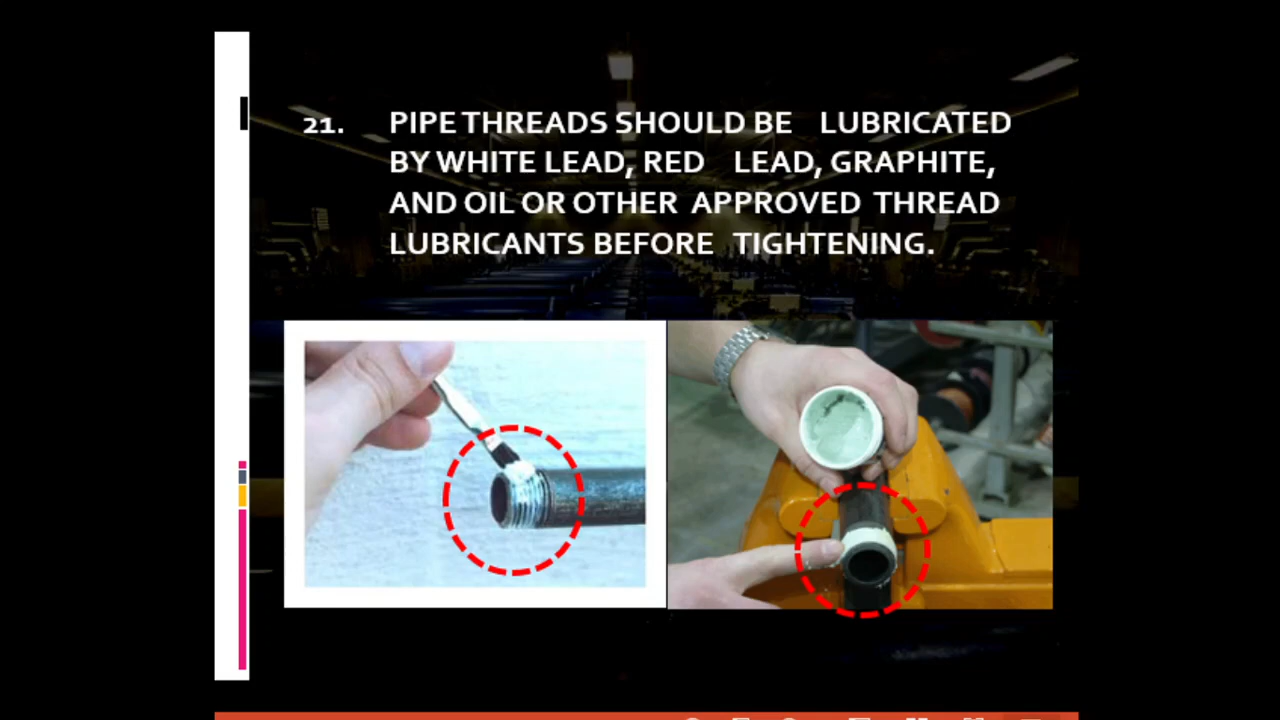 21. PIPE THREADS SHOULD BE LUBRICATED
BY WHITE LEAD, RED LEAD, GRAPHITE,
AND OIL OR OTHER APPROVED THREAD
LUBRICANTS BEFORE TIGHTENING.